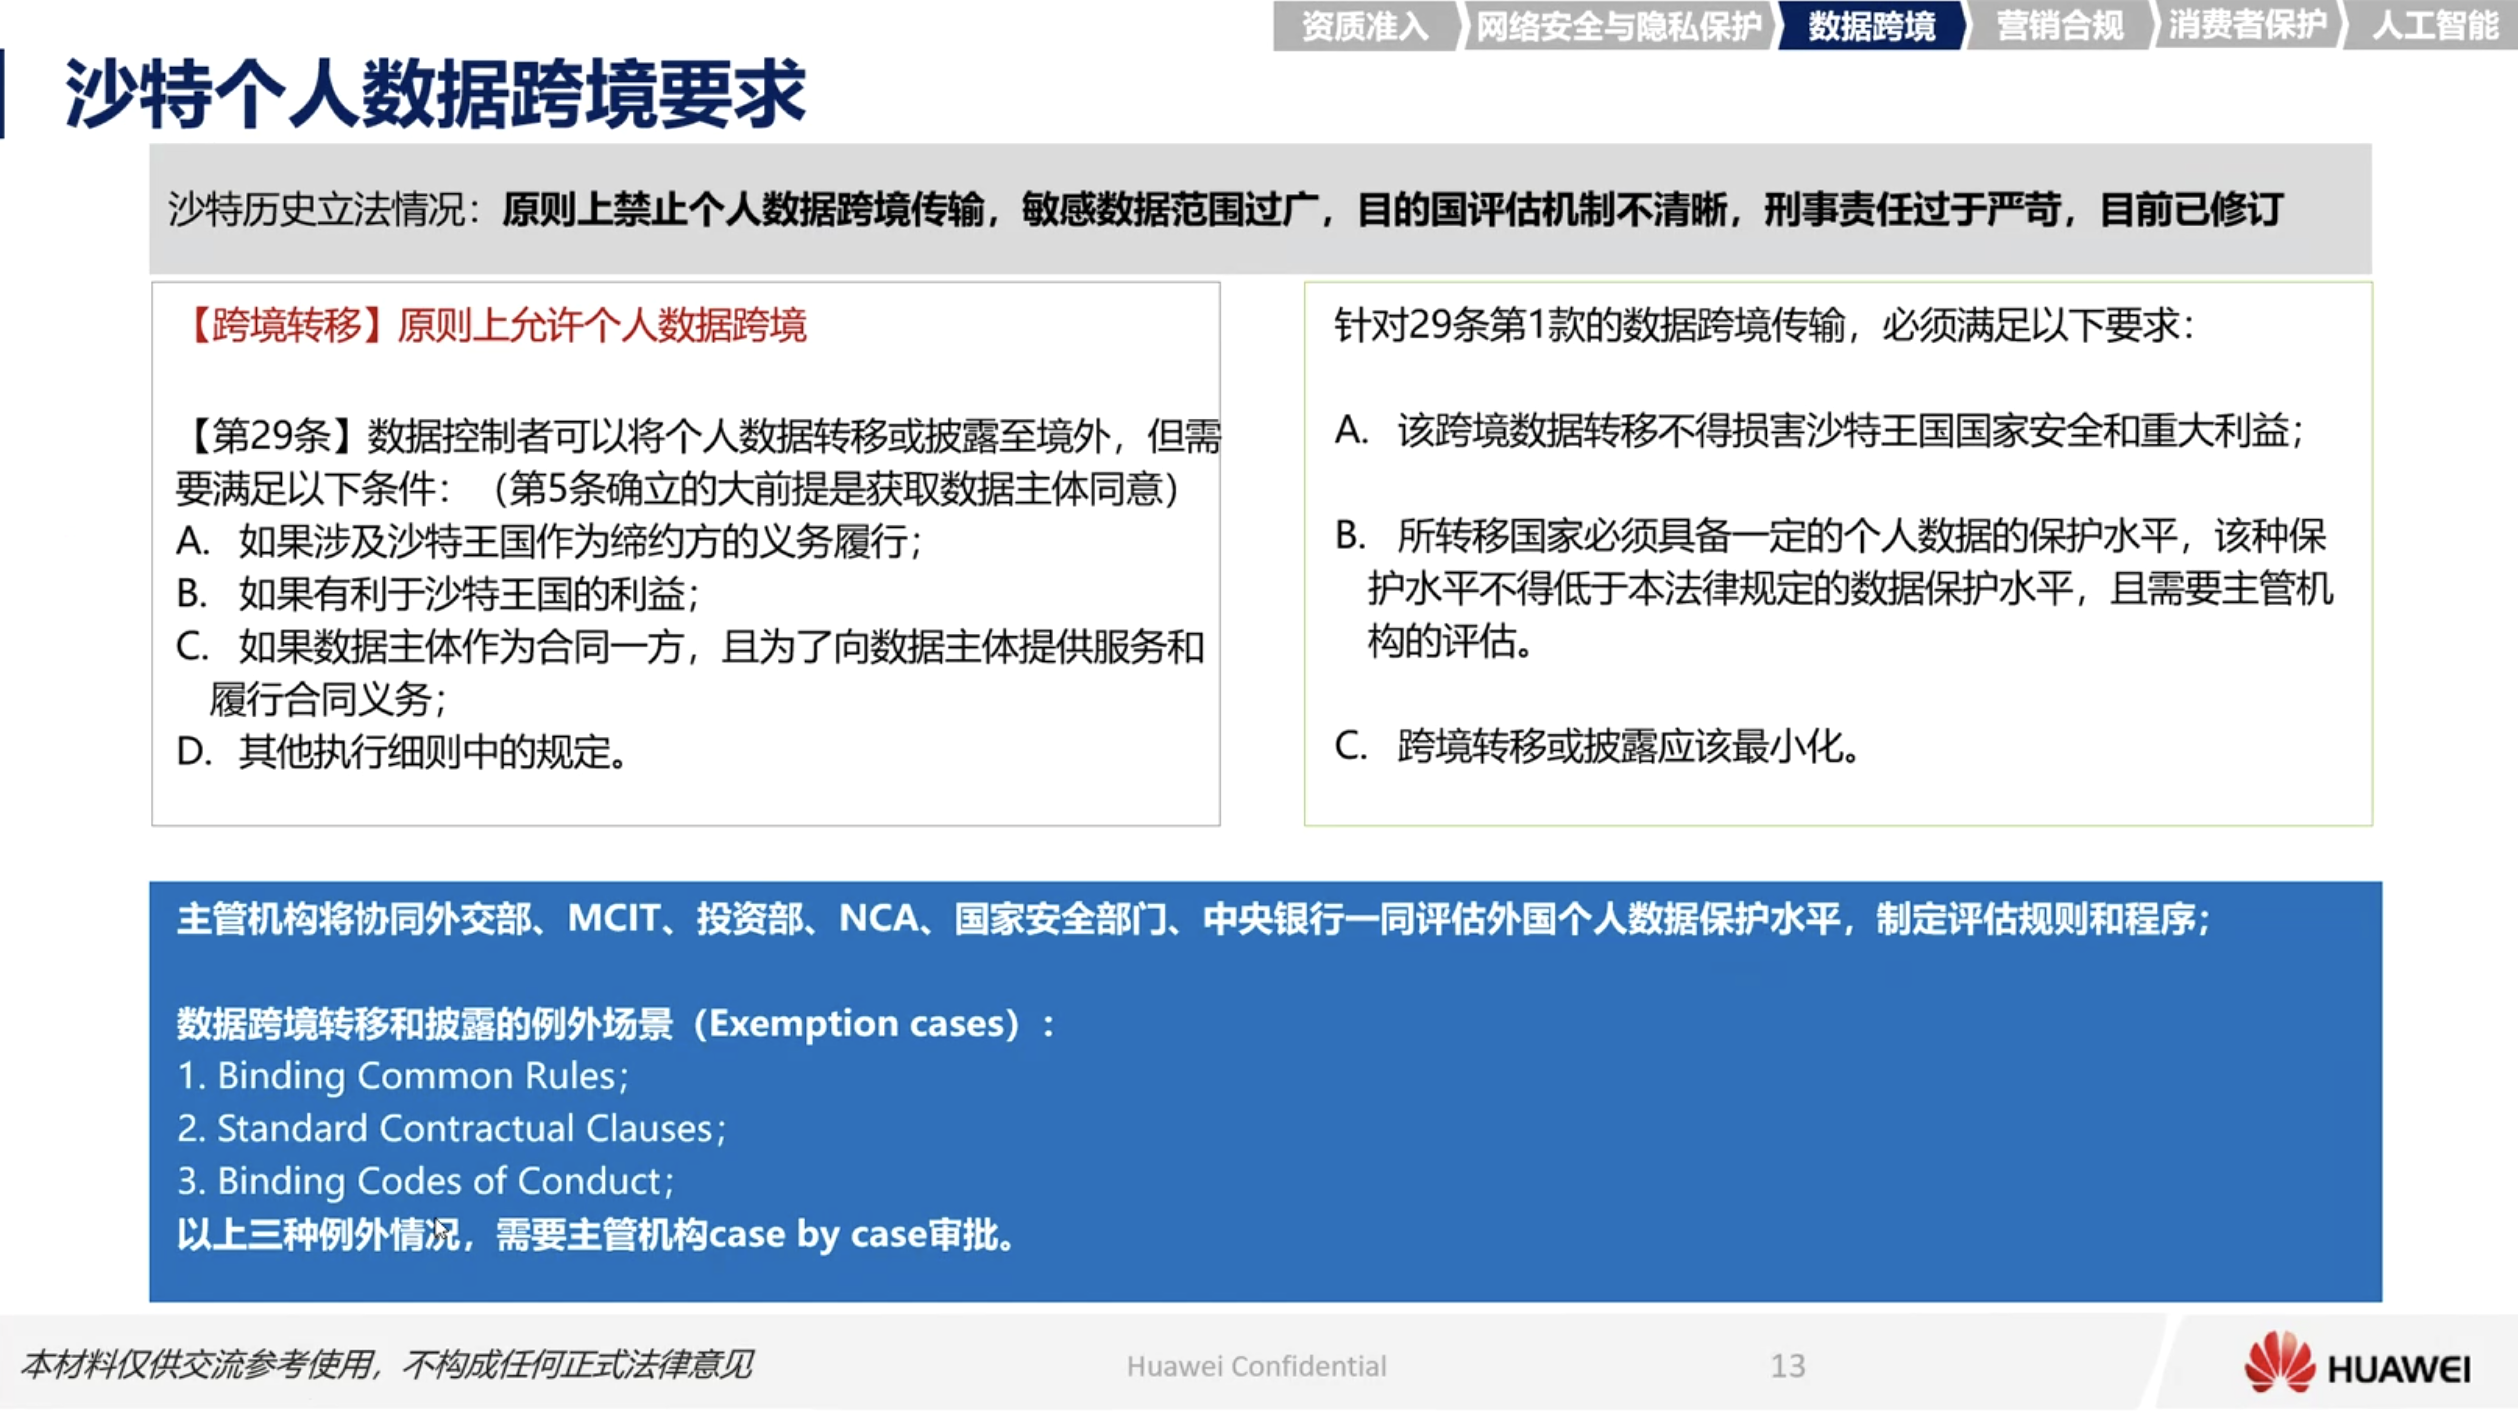 资质准入 网络安全与隐私保护 数据跨境 营销合规 消费者保护 人工智能
沙特个人数据跨境要求
沙特历史立法情况：原则上禁止个人数据跨境传输，敏感数据范围过广，目的国评估机制不清晰，刑事责任过于严苛，目前已修订
【跨境转移】原则上允许个人数据跨境
【第29条】数据控制者可以将个人数据转移或披露至境外，但需
要满足以下条件：（第5条确立的大前提是获取数据主体同意）
A. 如果涉及沙特王国作为缔约方的义务履行；
B. 如果有利于沙特王国的利益；
C. 如果数据主体作为合同一方，且为了向数据主体提供服务和
履行合同义务；
D. 其他执行细则中的规定。
针对29条第1款的数据跨境传输，必须满足以下要求：
A. 该跨境数据转移不得损害沙特王国国家安全和重大利益；
B. 所转移国家必须具备一定的个人数据的保护水平，该种保
护水平不得低于本法律规定的数据保护水平，且需要主管机
构的评估。
C. 跨境转移或披露应该最小化。
主管机构将协同外交部、MCIT、投资部、NCA、国家安全部门、中央银行一同评估外国个人数据保护水平，制定评估规则和程序；
数据跨境转移和披露的例外场景（Exemption cases）：
1. Binding Common Rules；
2. Standard Contractual Clauses；
3. Binding Codes of Conduct；
以上三种例外情况，需要主管机构case by case审批。
本材料仅供交流参考使用，不构成任何正式法律意见
Huawei Confidential
13
HUAWEI